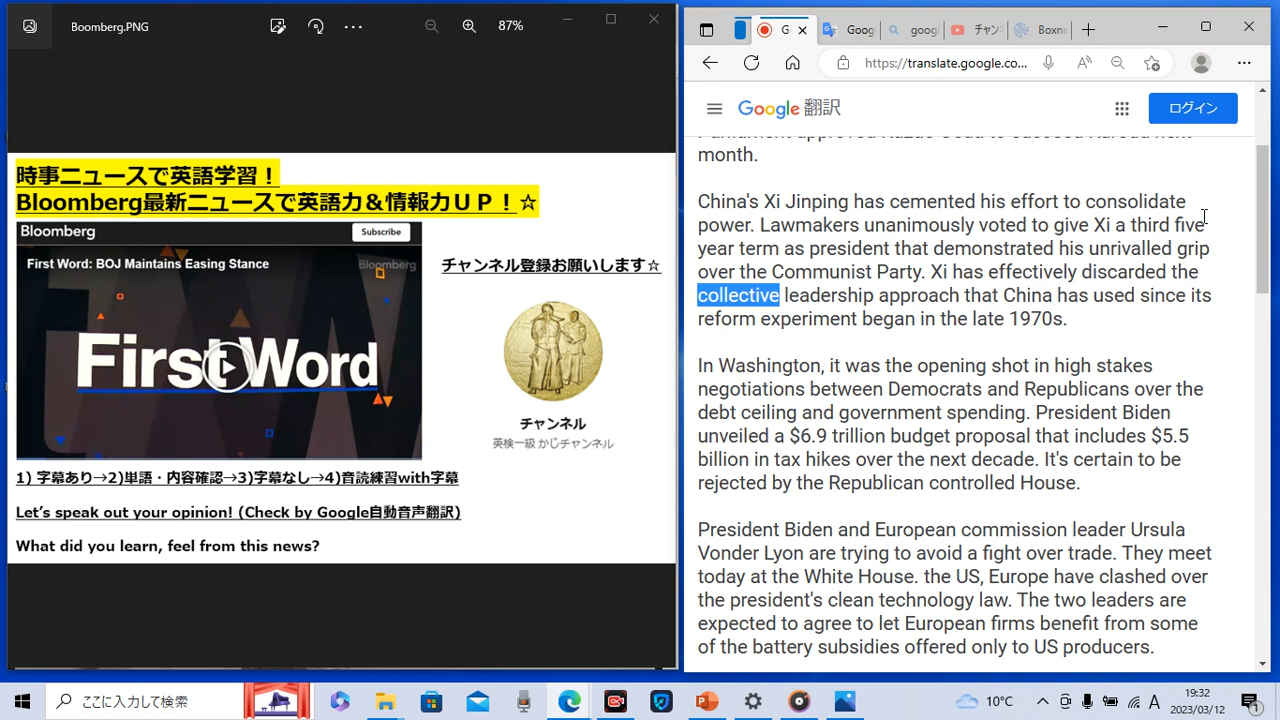 Boomberg.PNG
87%
時事ニュースで英語学習！
Bloomberg最新ニュースで英語力＆情報力ＵＰ！☆
Bloomberg
Subscribe
First Word: BOJ Maintains Easing Stance
Bloomberg
First Word
チャンネル登録お願いします☆
チャンネル
英検一級 かじチャンネル
1) 字幕あり→2)単語・内容確認→3)字幕なし→4)音読練習with字幕
Let's speak out your opinion! (Check by Google自動音声翻訳)
What did you learn, feel from this news?
G
Goog
goog
チャン
Boxne
https://translate.google.co...
Google 翻訳
ログイン
month.
China's Xi Jinping has cemented his effort to consolidate
power. Lawmakers unanimously voted to give Xi a third five
year term as president that demonstrated his unrivalled grip
over the Communist Party. Xi has effectively discarded the
collective leadership approach that China has used since its
reform experiment began in the late 1970s.
In Washington, it was the opening shot in high stakes
negotiations between Democrats and Republicans over the
debt ceiling and government spending. President Biden
unveiled a $6.9 trillion budget proposal that includes $5.5
billion in tax hikes over the next decade. It's certain to be
rejected by the Republican controlled House.
President Biden and European commission leader Ursula
Vonder Lyon are trying to avoid a fight over trade. They meet
today at the White House. the US, Europe have clashed over
the president's clean technology law. The two leaders are
expected to agree to let European firms benefit from some
of the battery subsidies offered only to US producers.
ここに入力して検索
10°C
A
19:32
2023/03/12